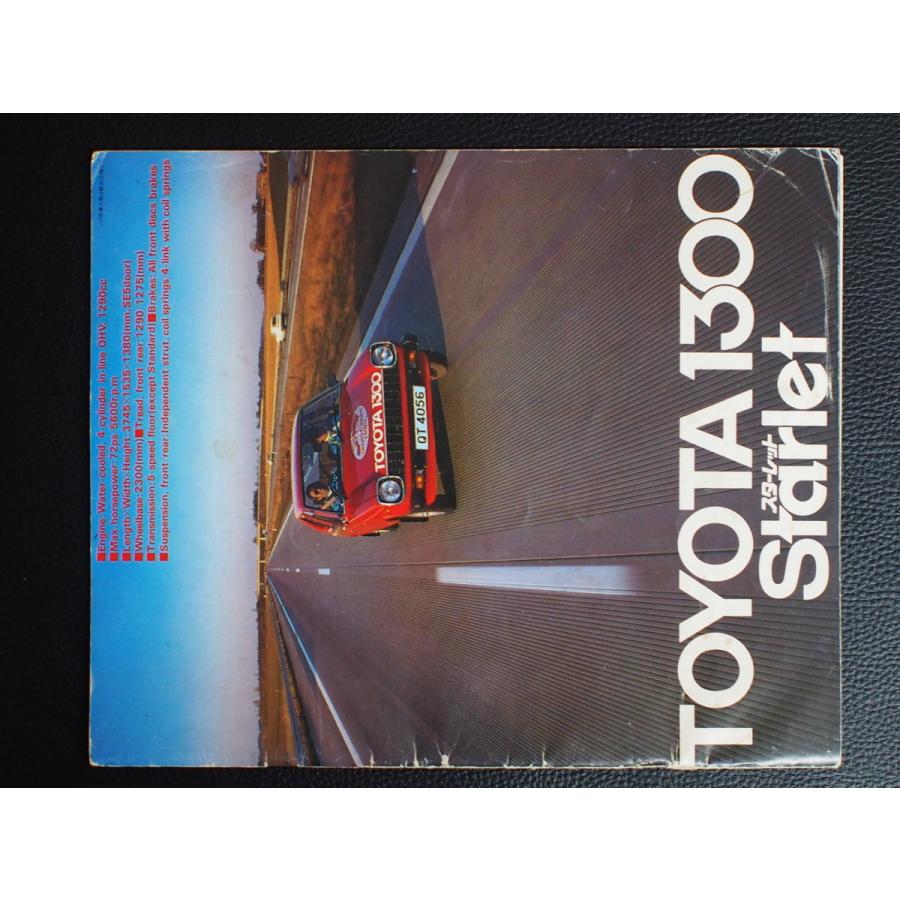 ■Engine:Water-cooled, 4-cylinder in-line OHV, 1290cc
■Max.horsepower:72ps/5600rp.m
■Length×Width×Height:3745×1535×1380(mm.SE5door)
■Wheelbase:2300(mm)■Tread,front/rear:1290/1275(mm)
■Transmission:5-speed floor(except Standard)■Brakes:All front discs brakes
■Suspension, front/rear:Independent strut, coil springs/4-link with coil springs
TOYOTA 1300
QT 4056
TOYOTA 1300
スターレット
Starlet